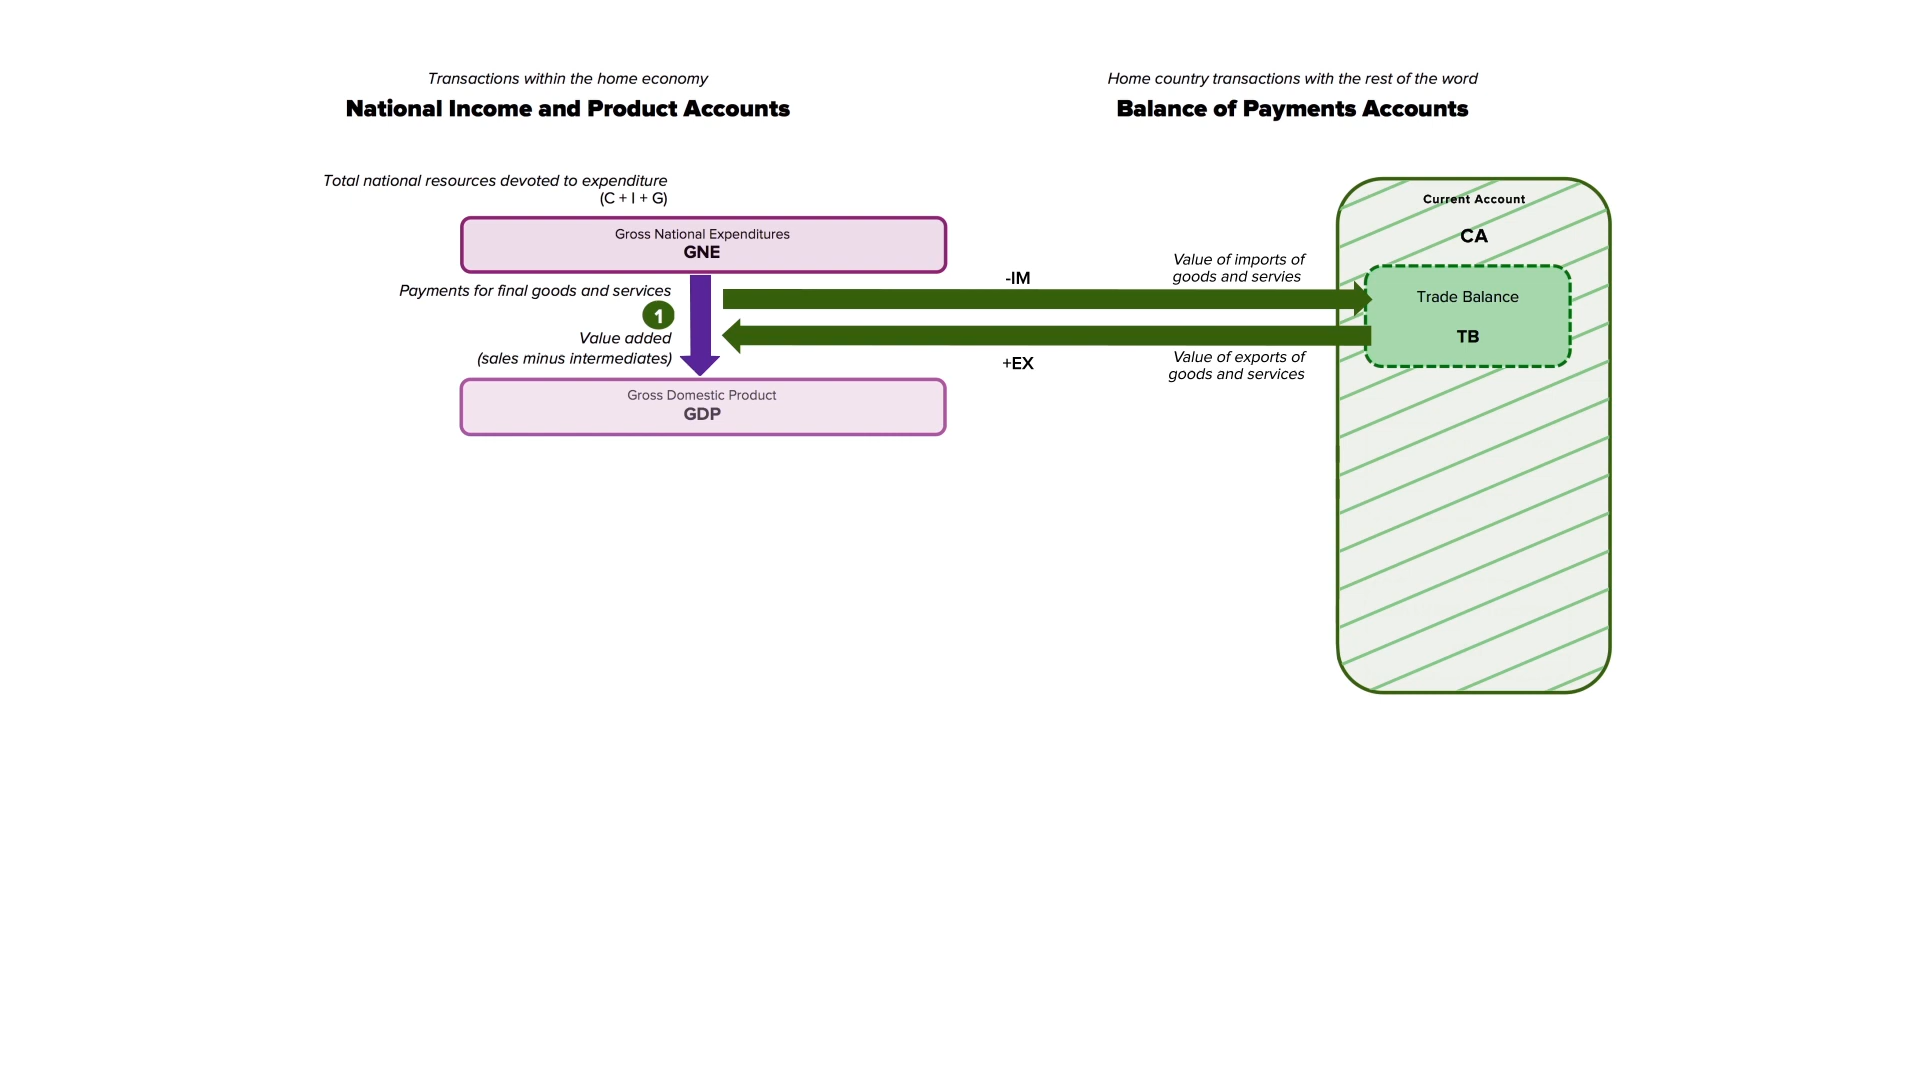 Transactions within the home economy
National Income and Product Accounts
Home country transactions with the rest of the word
Balance of Payments Accounts
Total national resources devoted to expenditure
(C + I + G)
Gross National Expenditures
GNE
Payments for final goods and services
1
Value added
(sales minus intermediates)
Gross Domestic Product
GDP
-IM
Value of imports of
goods and servies
+EX
Value of exports of
goods and services
Current Account
CA
Trade Balance
TB